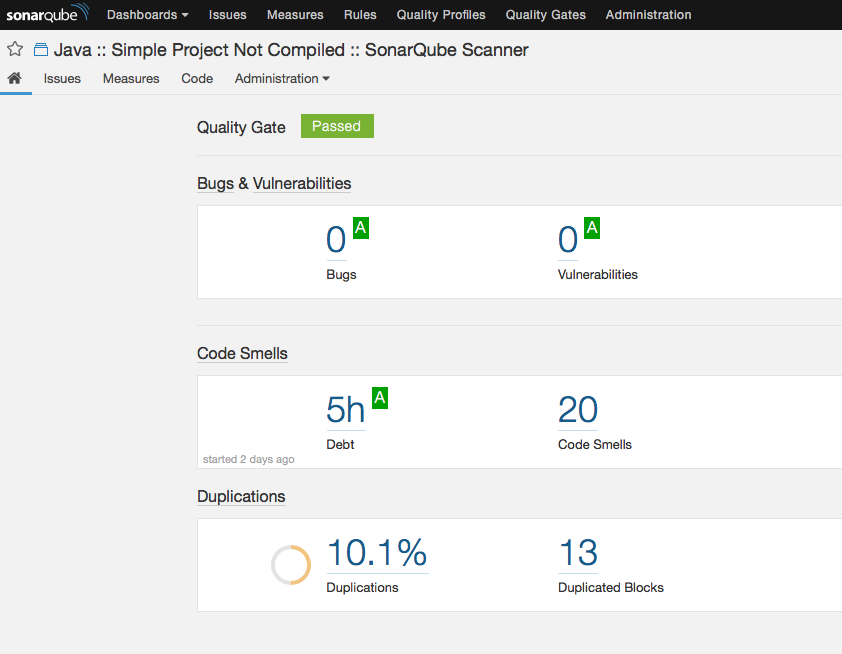 sonarqube Dashboards Issues Measures Rules Quality Profiles Quality Gates Administration
Java :: Simple Project Not Compiled :: SonarQube Scanner
Issues Measures Code Administration
Quality Gate Passed
Bugs & Vulnerabilities
0 A 0 A
Bugs Vulnerabilities
Code Smells
5h A 20
Debt Code Smells
started 2 days ago
Duplications
10.1% 13
Duplications Duplicated Blocks